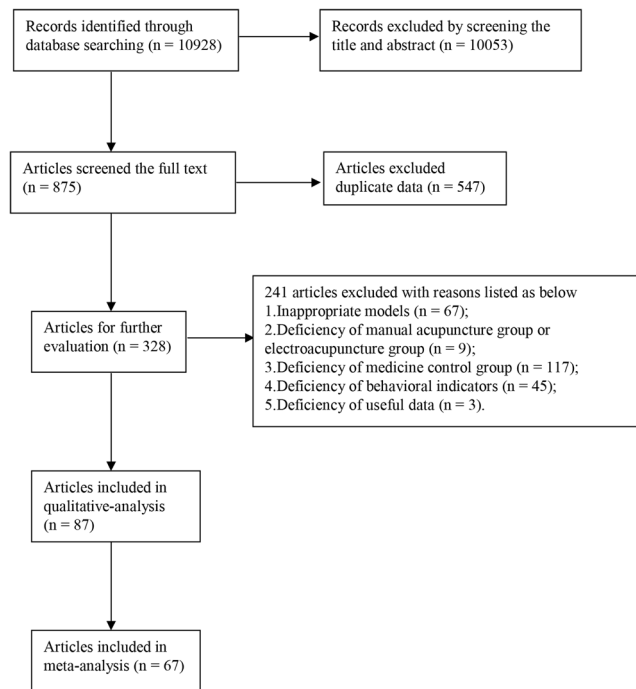 Records identified through
database searching (n = 10928)
Records excluded by screening the
title and abstract (n = 10053)
Articles screened the full text
(n = 875)
Articles excluded
duplicate data (n = 547)
Articles for further
evaluation (n = 328)
241 articles excluded with reasons listed as below
1.Inappropriate models (n = 67);
2.Deficiency of manual acupuncture group or
electroacupuncture group (n = 9);
3.Deficiency of medicine control group (n = 117);
4.Deficiency of behavioral indicators (n = 45);
5.Deficiency of useful data (n = 3).
Articles included in
qualitative-analysis
(n = 87)
Articles included in
meta-analysis (n = 67)